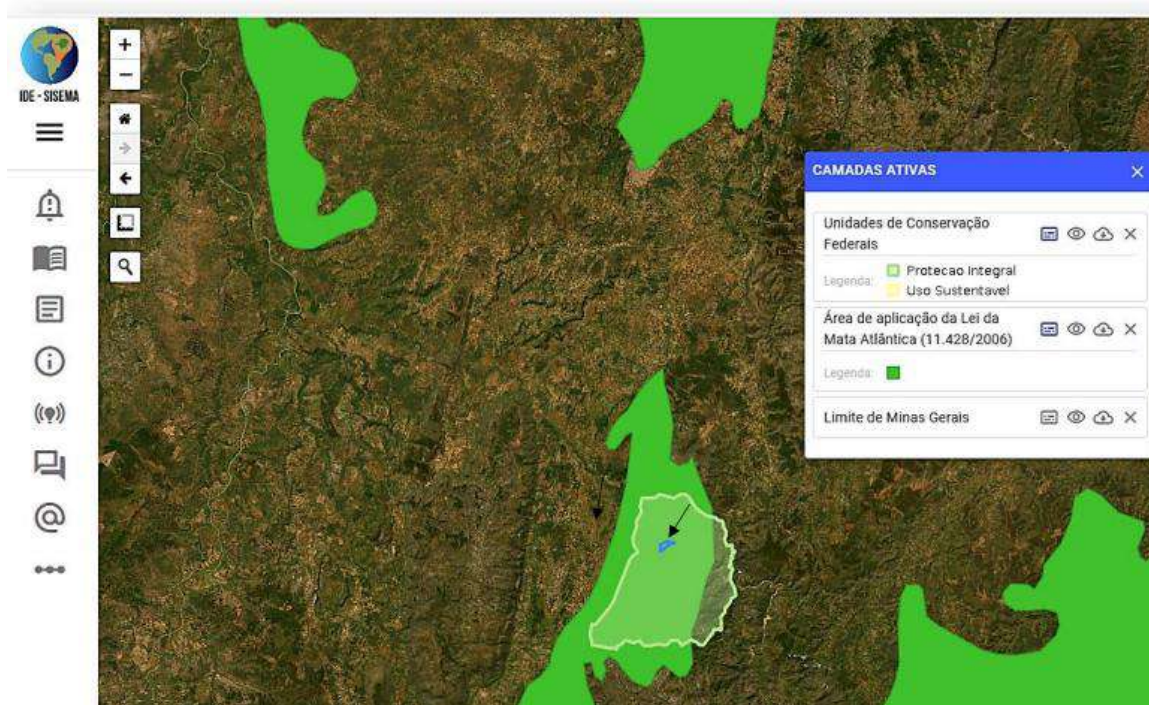 IDE - SISEMA
+
−
CAMADAS ATIVAS
Unidades de Conservação
Federais
Legenda:
Protecao Integral
Uso Sustentavel
Área de aplicação da Lei da
Mata Atlântica (11.428/2006)
Legenda:
Limite de Minas Gerais